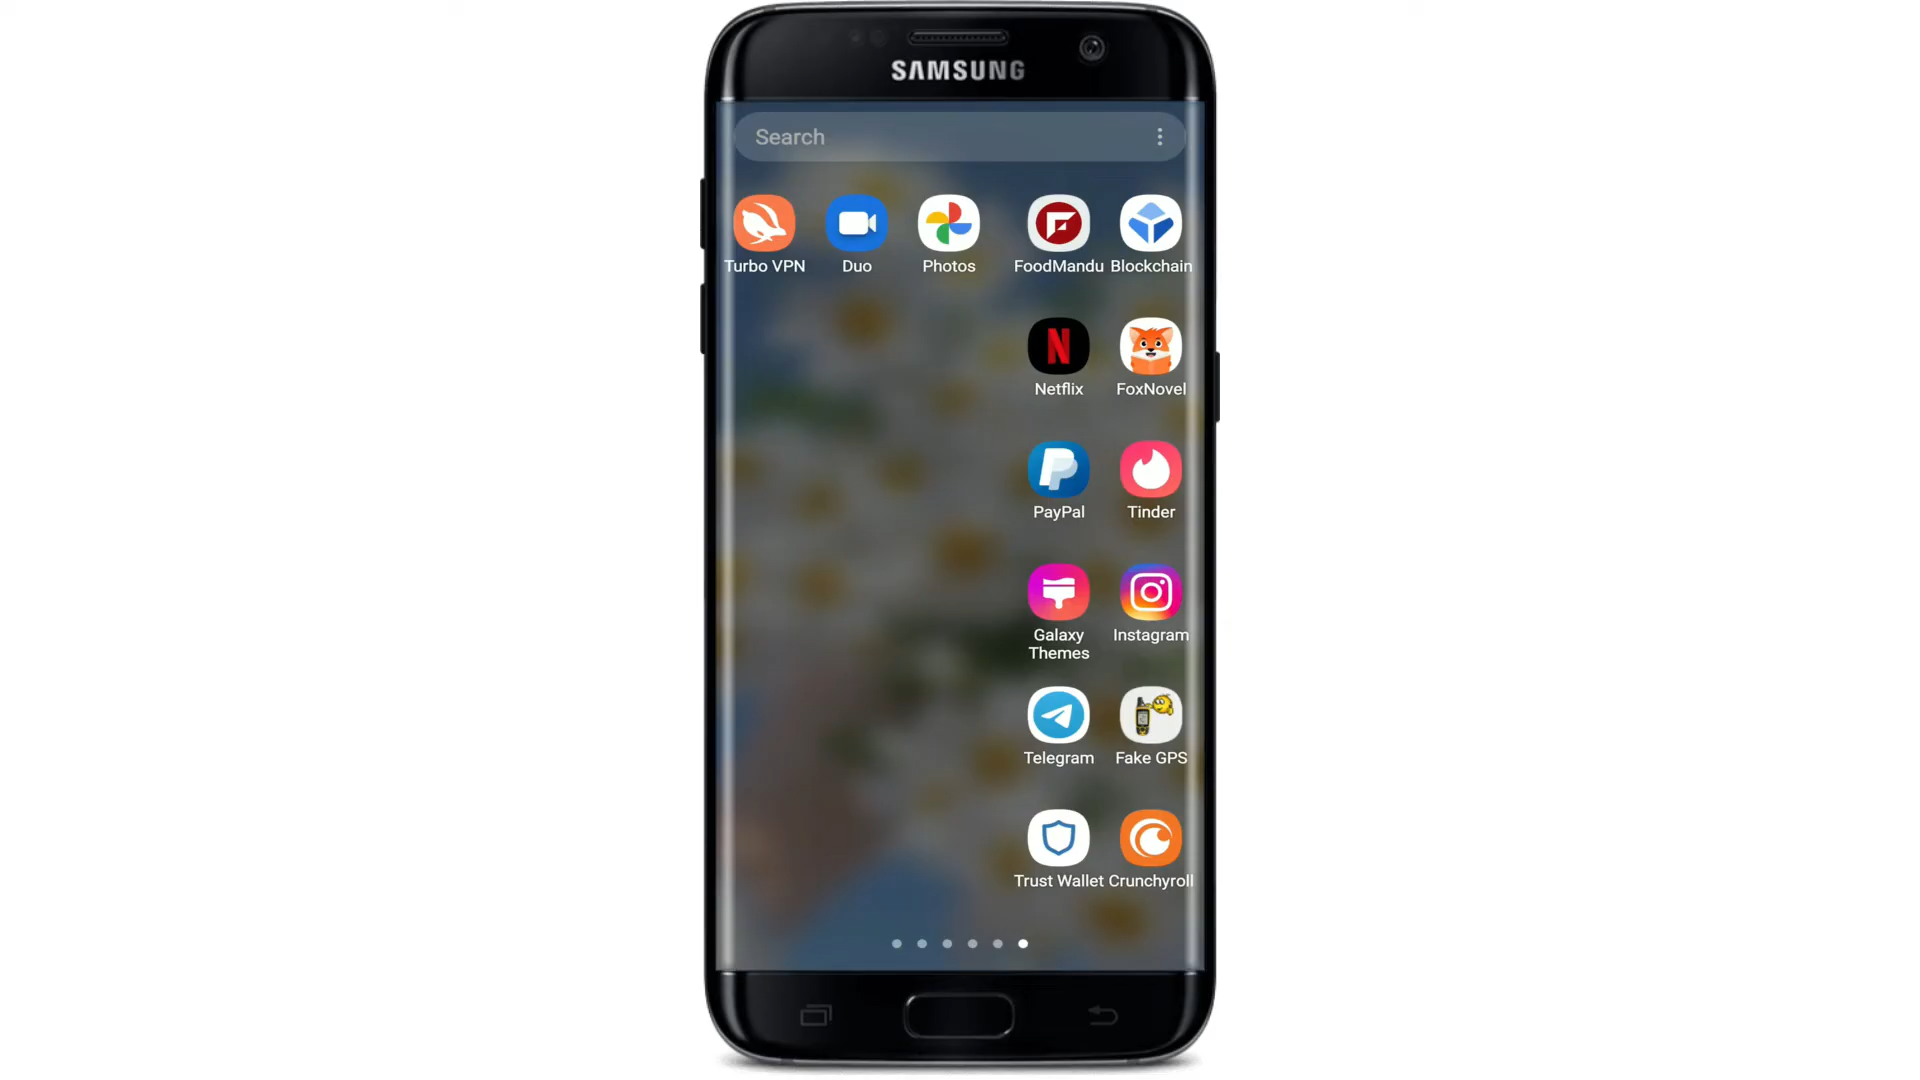 SAMSUNG
Search
Turbo VPN Duo Photos FoodMandu Blockchain
N
Netflix FoxNovel
PayPal Tinder
Galaxy Themes Instagram
Telegram Fake GPS
Trust Wallet Crunchyroll